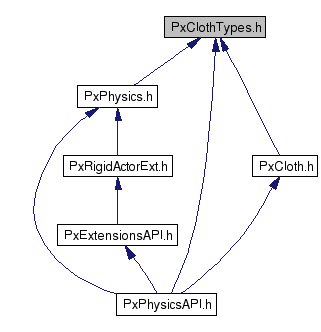 PxClothTypes.h
PxPhysics.h
PxRigidActorExt.h
PxCloth.h
PxExtensionsAPI.h
PxPhysicsAPI.h